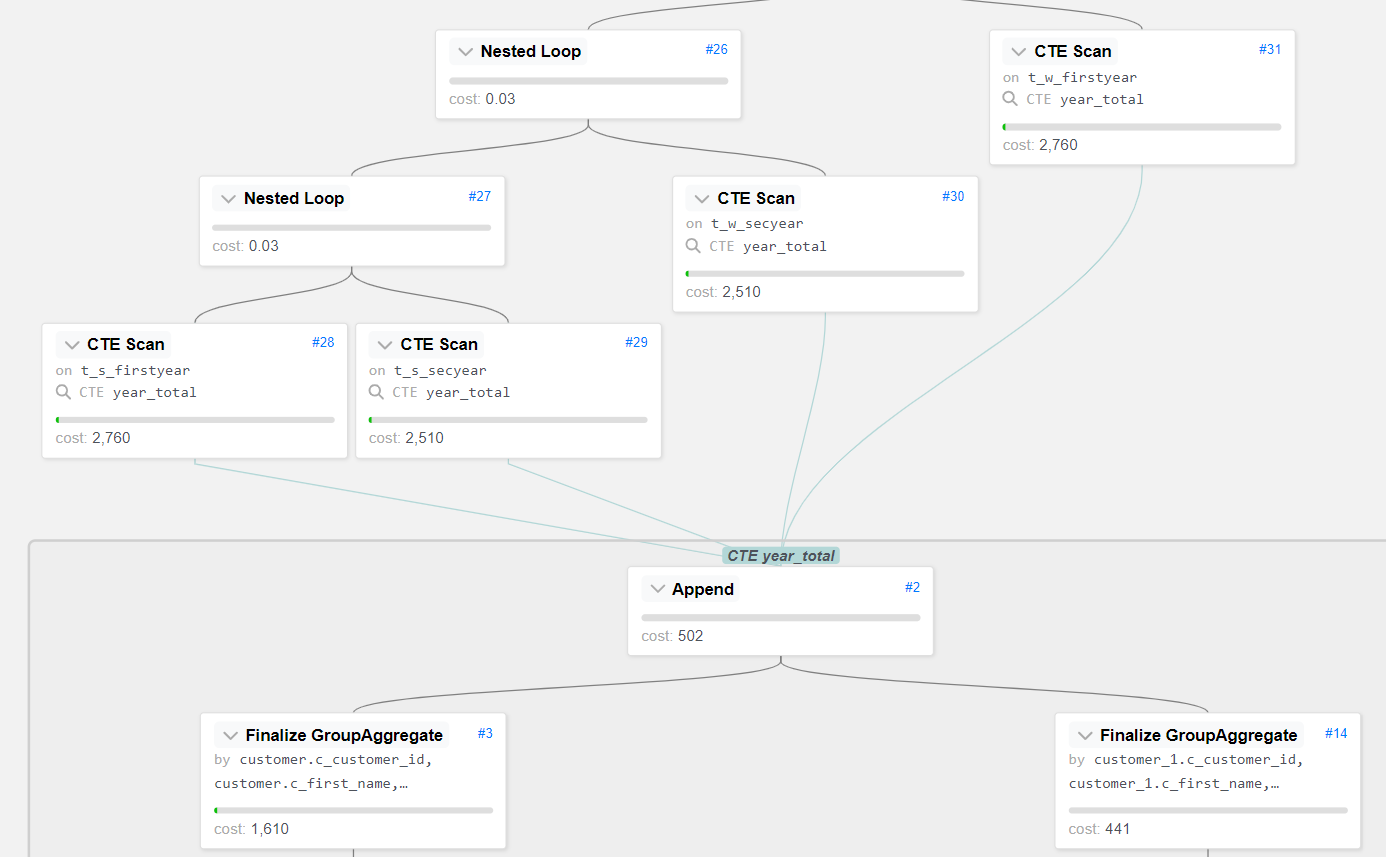 Nested Loop #26
cost: 0.03
CTE Scan #31
on t_w_firstyear
CTE year_total
cost: 2,760
Nested Loop #27
cost: 0.03
CTE Scan #30
on t_w_secyear
CTE year_total
cost: 2,510
CTE Scan #28
on t_s_firstyear
CTE year_total
cost: 2,760
CTE Scan #29
on t_s_secyear
CTE year_total
cost: 2,510
CTE year_total
Append #2
cost: 502
Finalize GroupAggregate #3
by customer.c_customer_id,
customer.c_first_name,…
cost: 1,610
Finalize GroupAggregate #14
by customer_1.c_customer_id,
customer_1.c_first_name,…
cost: 441